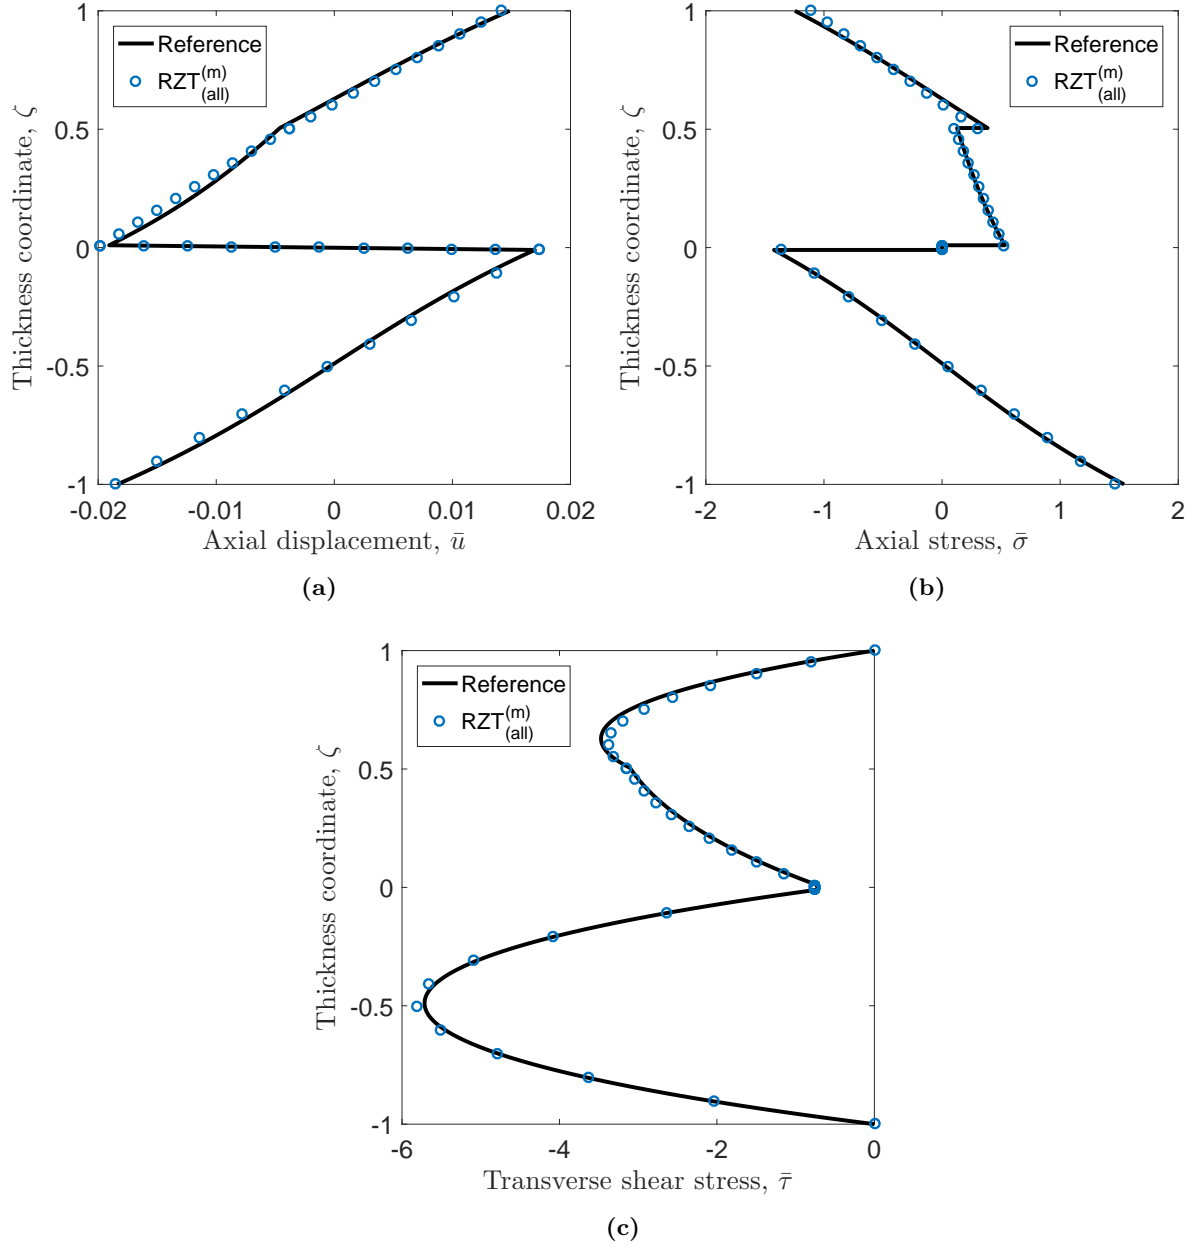 Reference
RZT(m)(all)
Thickness coordinate, ζ
1
0.5
0
-0.5
-1
-0.02 -0.01 0 0.01 0.02
Axial displacement, ū
(a)
Reference
RZT(m)(all)
Thickness coordinate, ζ
1
0.5
0
-0.5
-1
-2 -1 0 1 2
Axial stress, σ̄
(b)
Reference
RZT(m)(all)
Thickness coordinate, ζ
1
0.5
0
-0.5
-1
-6 -4 -2 0
Transverse shear stress, τ̄
(c)